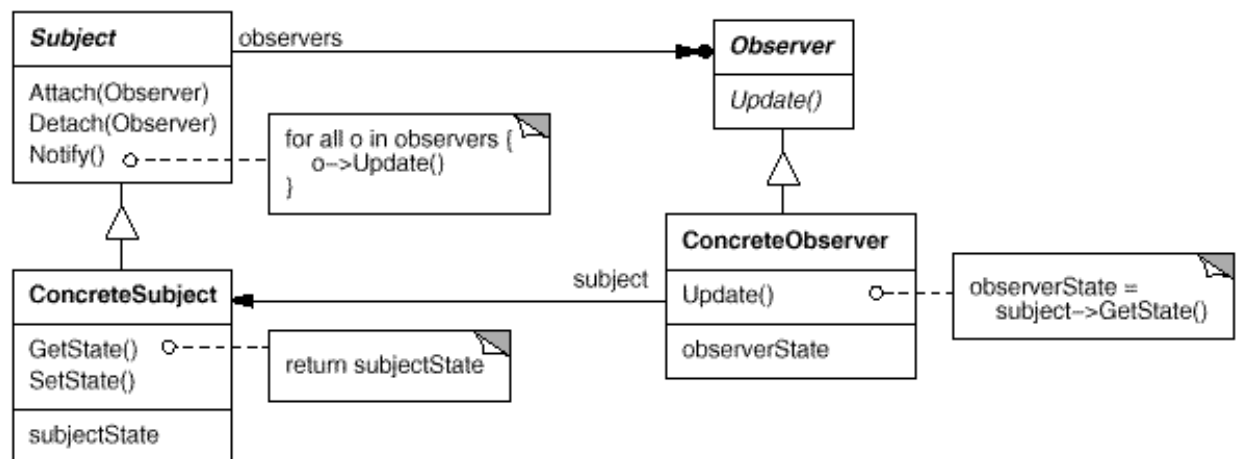 Subject
observers
Observer
Attach(Observer)
Detach(Observer)
Notify()
for all o in observers {
o->Update()
}
Update()
ConcreteObserver
Update()
observerState
observerState =
subject->GetState()
subject
ConcreteSubject
GetState()
SetState()
subjectState
return subjectState